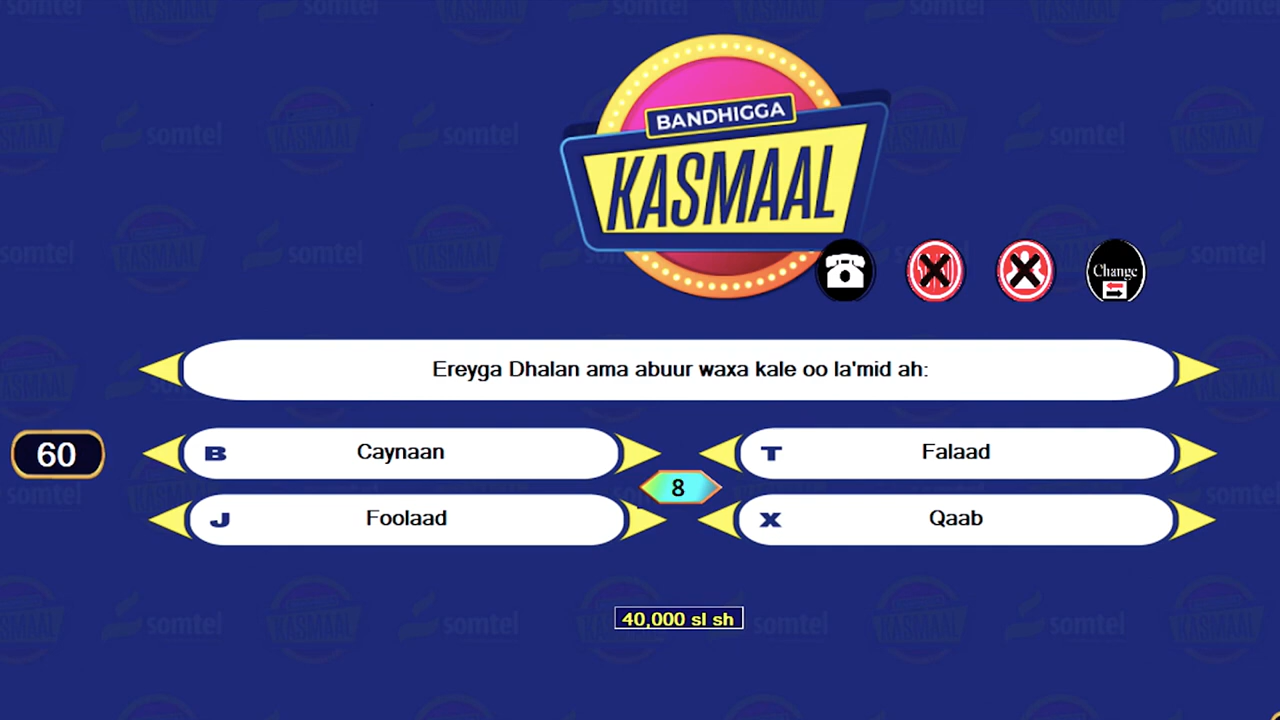 BANDHIGGA
KASMAAL
Change
Ereyga Dhalan ama abuur waxa kale oo la'mid ah:
60
B Caynaan
T Falaad
8
J Foolaad
X Qaab
40,000 sl sh
somtel